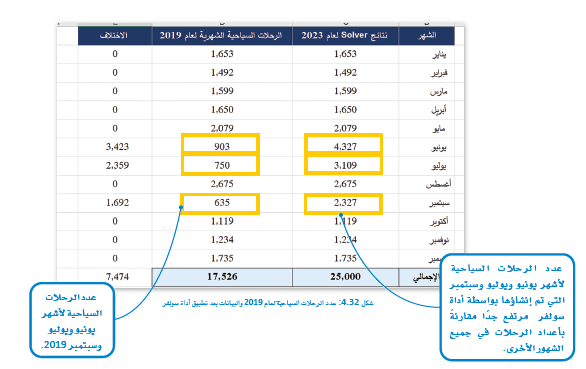 الشهر نتائج Solver لعام 2023 الرحلات السياحية الشهرية لعام 2019 الاختلاف
يناير 1,653 1,653 0
فبراير 1,492 1,492 0
مارس 1,599 1,599 0
أبريل 1,650 1,650 0
مايو 2,079 2,079 0
يونيو 4,327 903 3,423
يوليو 3,109 750 2,359
أغسطس 2,675 2,675 0
سبتمبر 2,327 635 1,692
أكتوبر 1,119 1,119 0
نوفمبر 1,234 1,234 0
1,735 1,735 0
الإجمالي 25,000 17,526 7,474
شكل 4.32: عدد الرحلات السياحية لعام 2019 والبيانات بعد تطبيق أداة سولفر
عدد الرحلات السياحية
لأشهر يونيو ويوليو وسبتمبر
التي تم إنشاؤها بواسطة أداة
سولفر مرتفع جدًا مقارنةً
بأعداد الرحلات في جميع
الشهور الأخرى.
عدد الرحلات
السياحية لأشهر
يونيو ويوليو
وسبتمبر 2019.